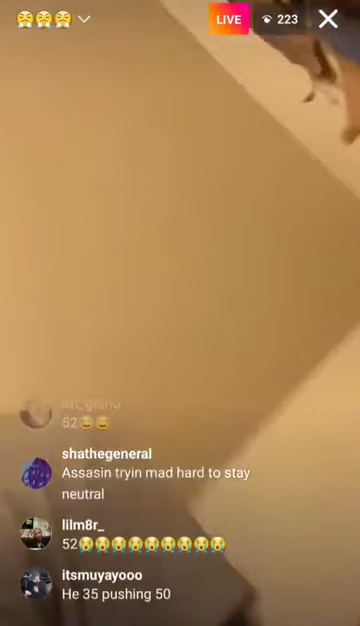 😤😤😤
LIVE 223
52😂😂
shathegeneral
Assasin tryin mad hard to stay
neutral
lilm8r_
52😭😭😭😭😭😭😭😭😭
itsmuyayooo
He 35 pushing 50